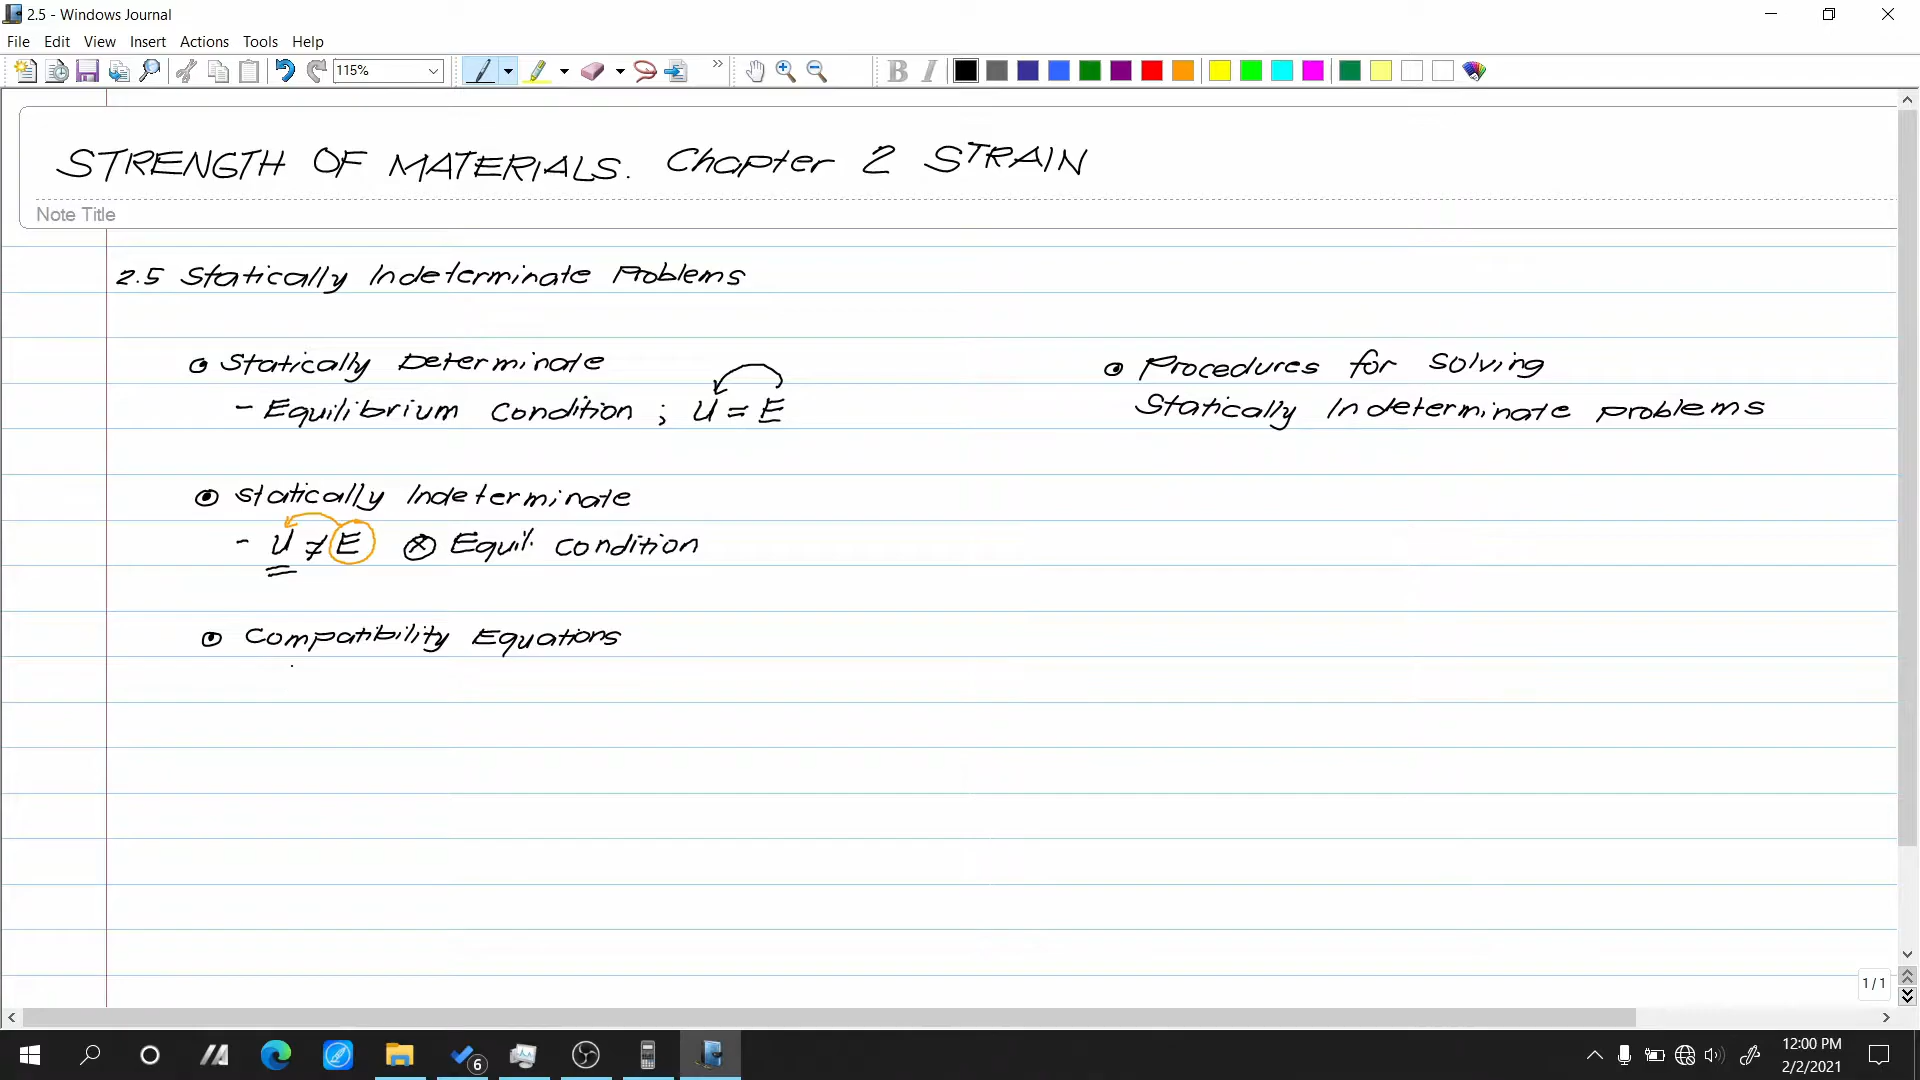 2.5 - Windows Journal
File Edit View Insert Actions Tools Help
115%
STRENGTH OF MATERIALS. Chapter 2 STRAIN
Note Title
2.5 Statically Indeterminate Problems
Statically Determinate
- Equilibrium Condition ; U = E
Statically Indeterminate
- U ≠ E ⊗ Equil. Condition
Compatibility Equations
Procedures for Solving
Statically Indeterminate problems
1 / 1
6
12:00 PM
2/2/2021